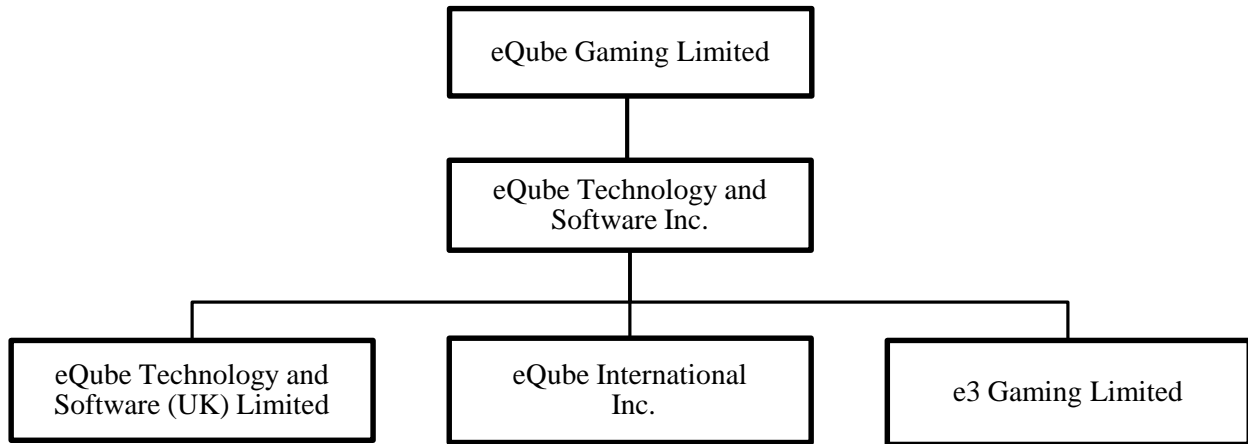 eQube Gaming Limited
eQube Technology and
Software Inc.
eQube Technology and
Software (UK) Limited
eQube International
Inc.
e3 Gaming Limited